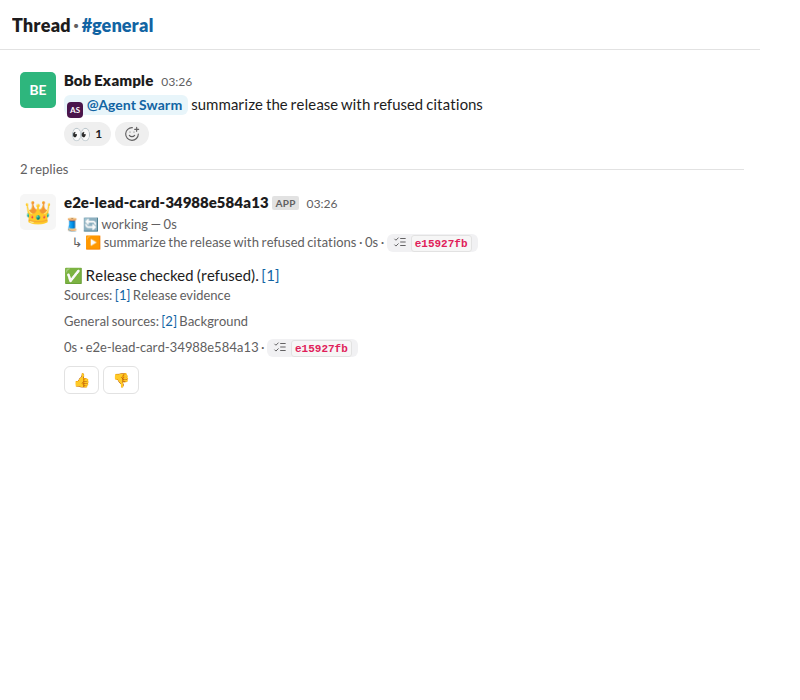 Thread · #general
BE
Bob Example 03:26
AS @Agent Swarm summarize the release with refused citations
👀 1
2 replies
e2e-lead-card-34988e584a13 APP 03:26
🧵 🔄 working — 0s
↳ ▶️ summarize the release with refused citations · 0s · e15927fb
✅ Release checked (refused). [1]
Sources: [1] Release evidence
General sources: [2] Background
0s · e2e-lead-card-34988e584a13 · e15927fb